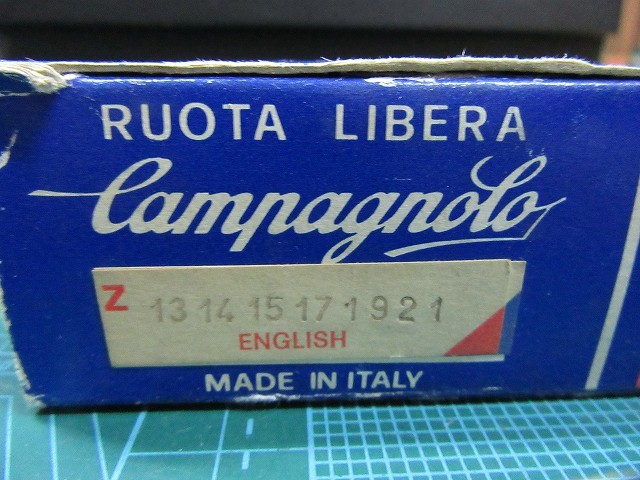 RUOTA LIBERA
Campagnolo
Z 13 14 15 17 19 21
ENGLISH
MADE IN ITALY